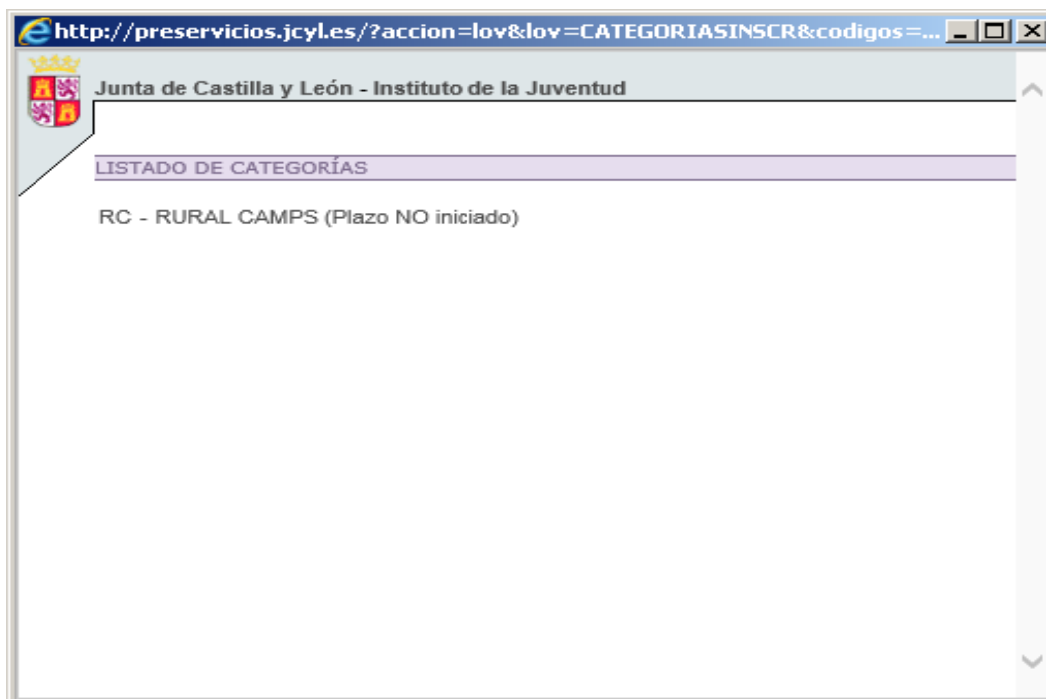 http://preservicios.jcyl.es/?accion=lov&lov=CATEGORIASINSCR&codigos=...
Junta de Castilla y León - Instituto de la Juventud
LISTADO DE CATEGORÍAS
RC - RURAL CAMPS (Plazo NO iniciado)